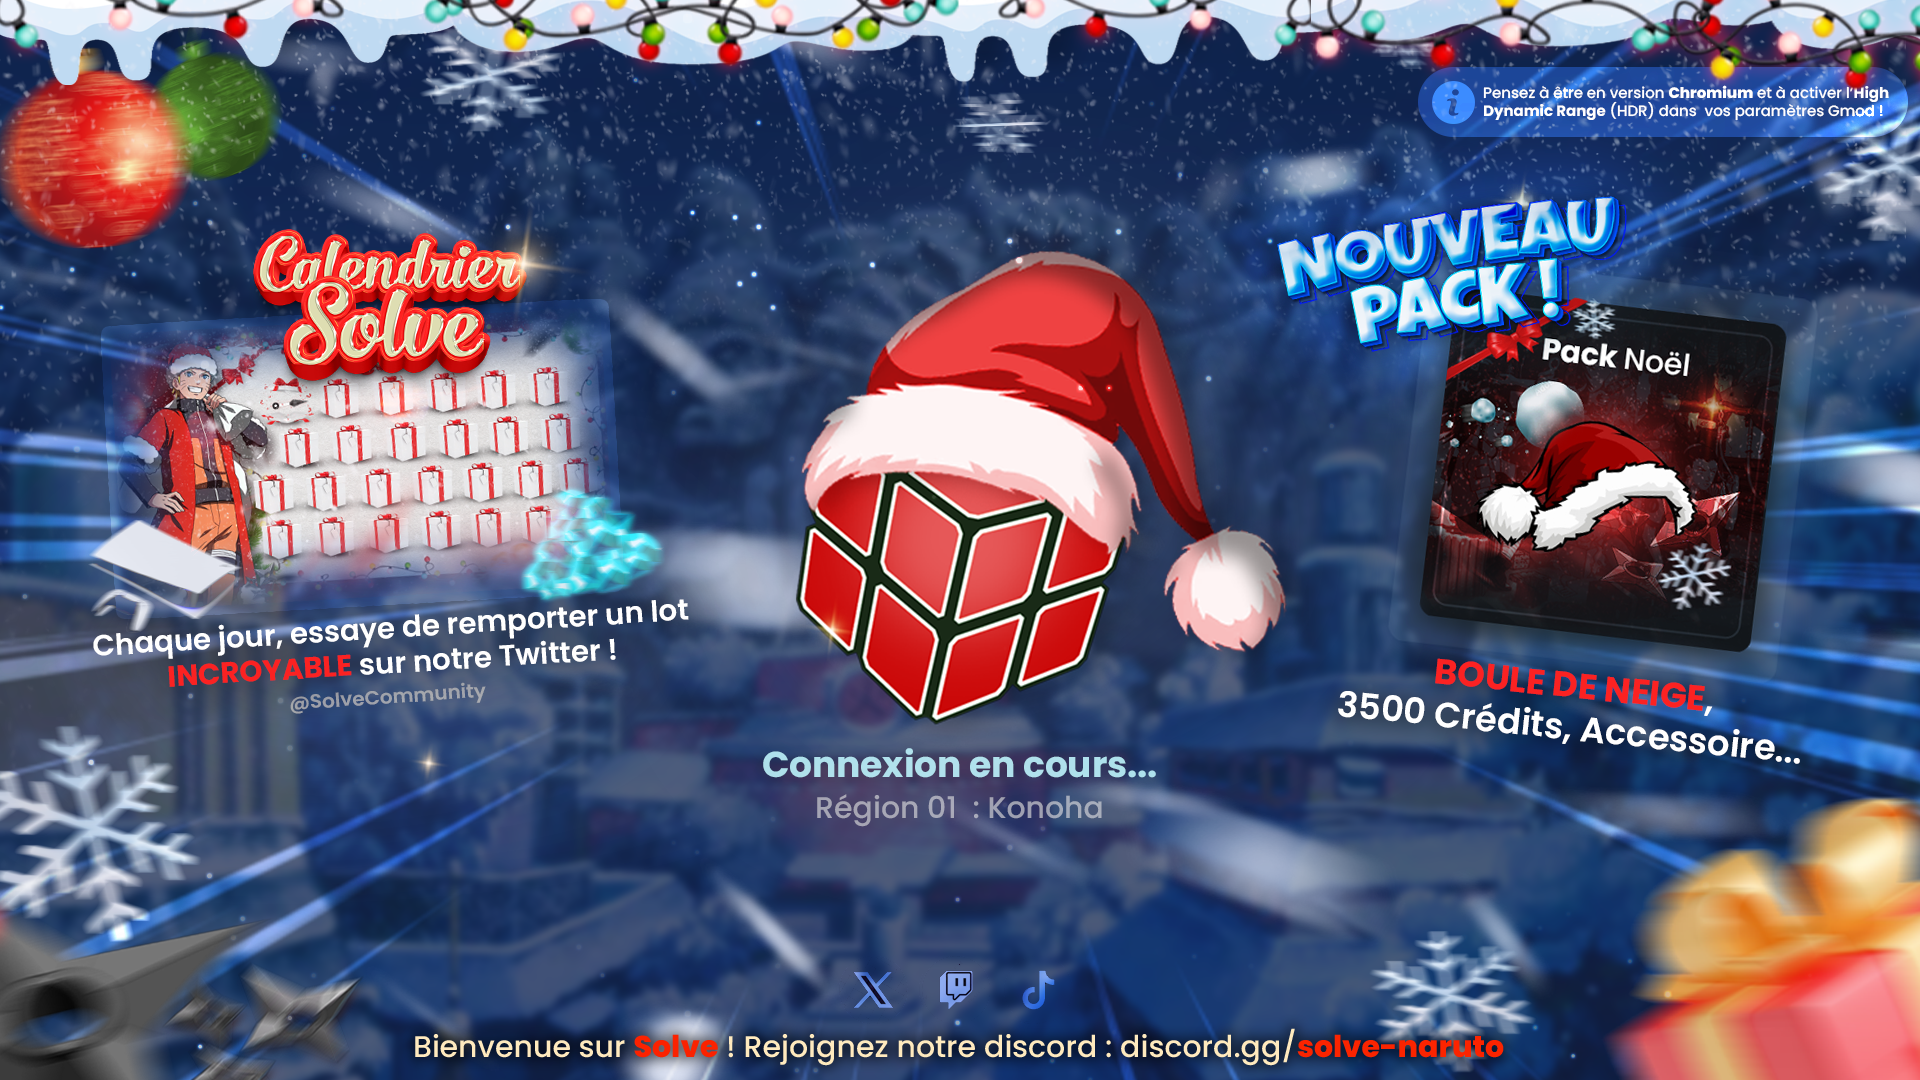 Pensez à être en version Chromium et à activer l'High
Dynamic Range (HDR) dans vos paramètres Gmod !
Calendrier
Solve
Chaque jour, essaye de remporter un lot
INCROYABLE sur notre Twitter !
@SolveCommunity
NOUVEAU
PACK !
Pack Noël
BOULE DE NEIGE,
3500 Crédits, Accessoire...
Connexion en cours...
Région 01 : Konoha
Bienvenue sur Solve ! Rejoignez notre discord : discord.gg/solve-naruto